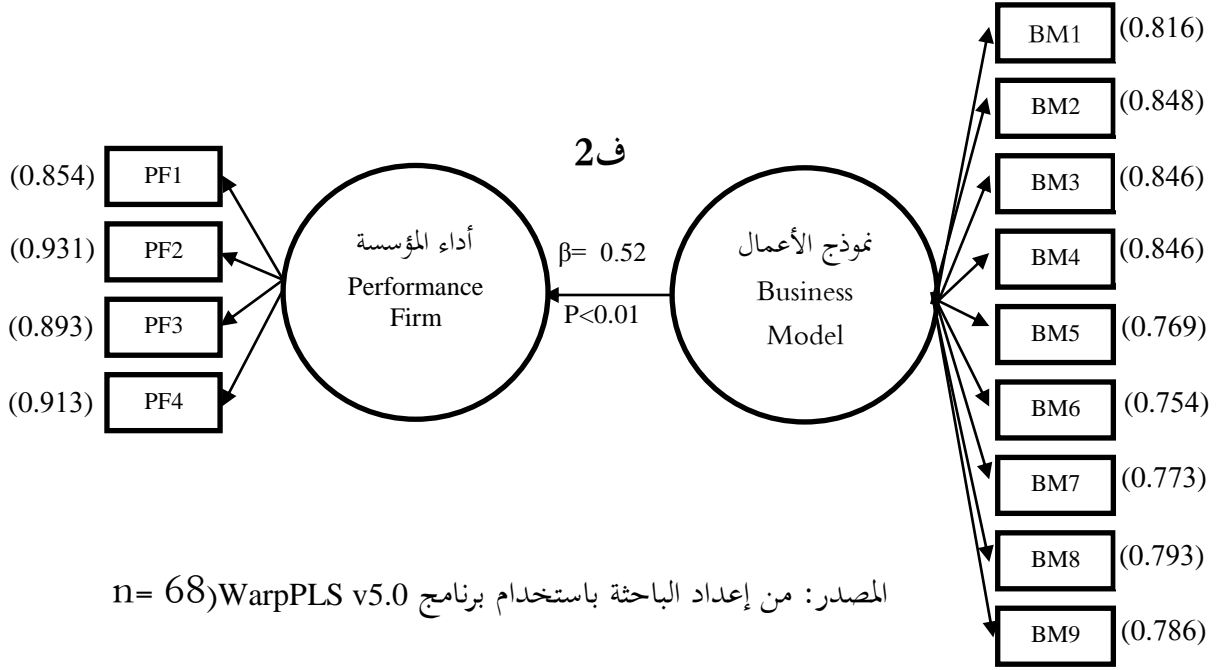 ف2
BM1 (0.816)
BM2 (0.848)
BM3 (0.846)
BM4 (0.846)
BM5 (0.769)
BM6 (0.754)
BM7 (0.773)
BM8 (0.793)
BM9 (0.786)
نموذج الأعمال
Business
Model
β= 0.52
P<0.01
أداء المؤسسة
Performance
Firm
(0.854) PF1
(0.931) PF2
(0.893) PF3
(0.913) PF4
المصدر: من إعداد الباحثة باستخدام برنامج WarpPLS v5.0(n= 68